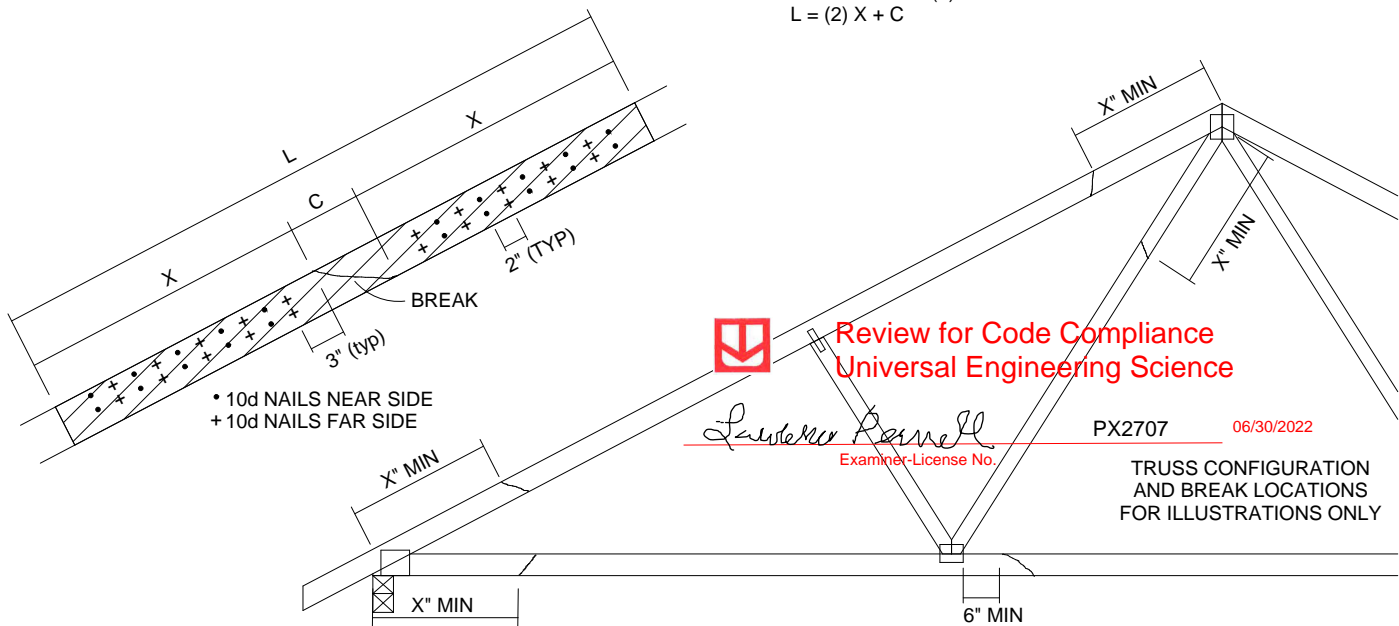 L = (2) X + C
X" MIN
L
X
C
X
2" (TYP)
BREAK
3" (typ)
X" MIN
• 10d NAILS NEAR SIDE
+ 10d NAILS FAR SIDE
Review for Code Compliance
Universal Engineering Science
PX2707
06/30/2022
Examiner-License No.
TRUSS CONFIGURATION
AND BREAK LOCATIONS
FOR ILLUSTRATIONS ONLY
X" MIN
X" MIN
6" MIN